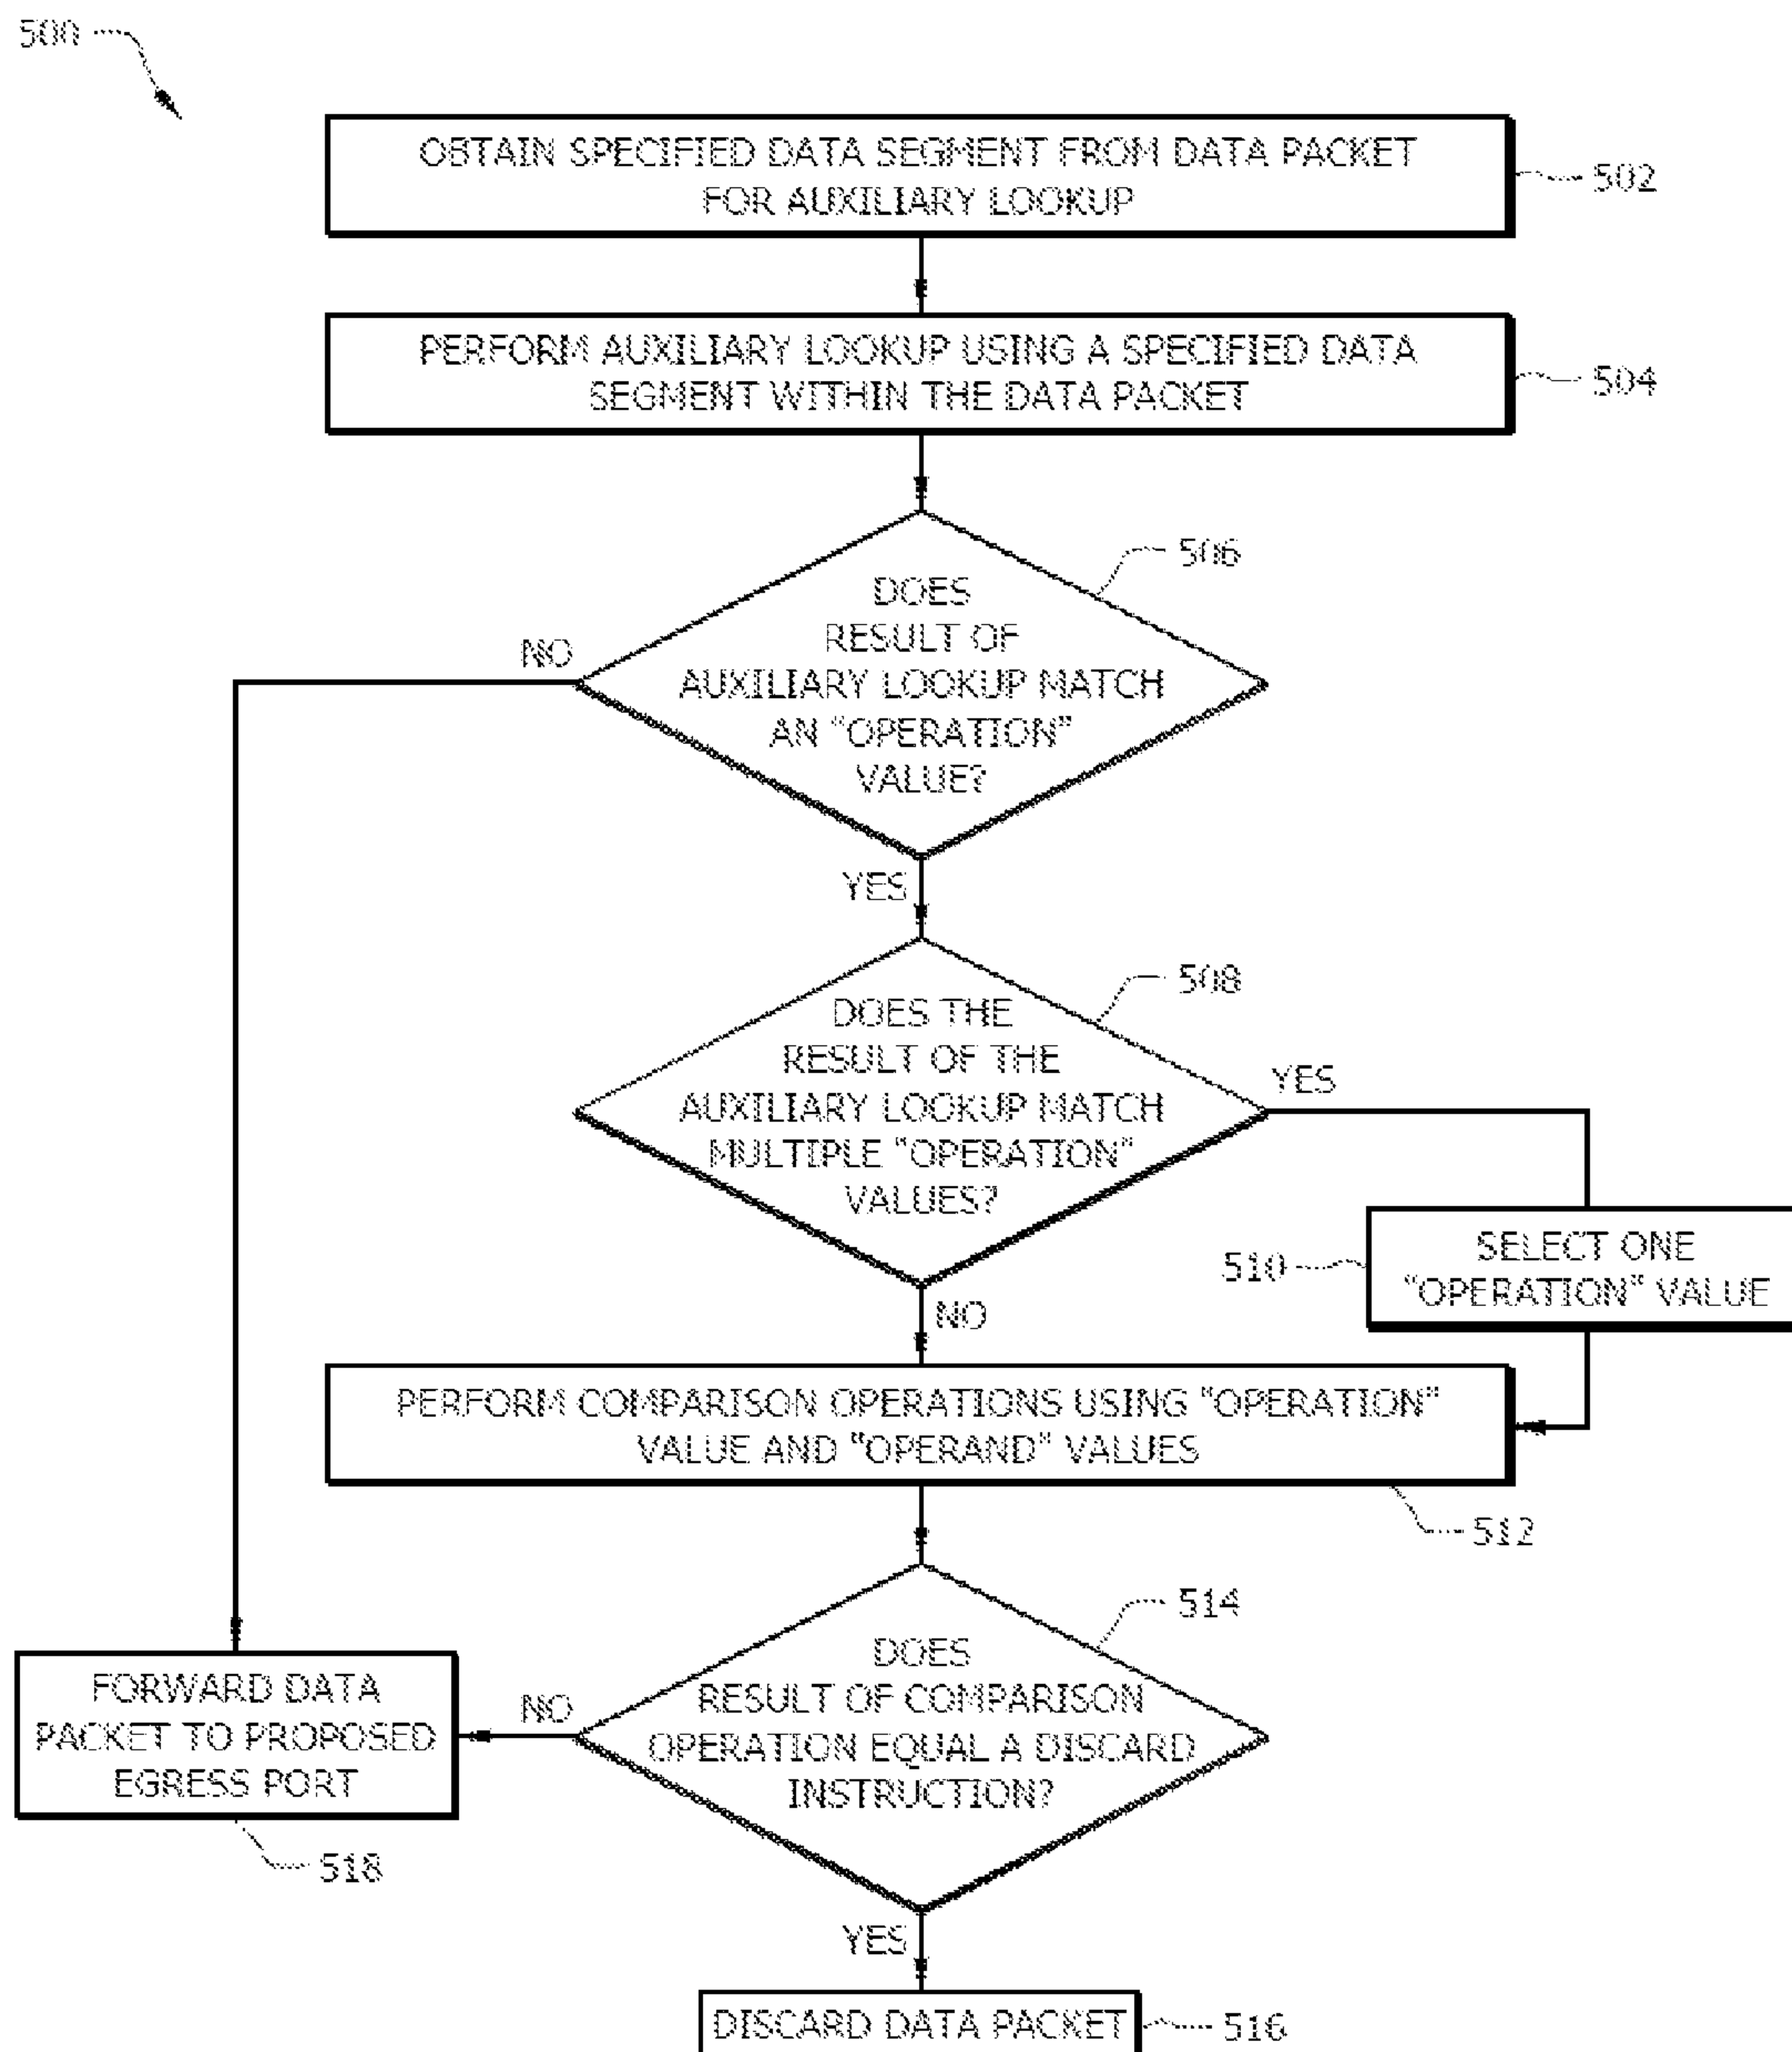 500
OBTAIN SPECIFIED DATA SEGMENT FROM DATA PACKET
FOR AUXILIARY LOOKUP
502
PERFORM AUXILIARY LOOKUP USING A SPECIFIED DATA
SEGMENT WITHIN THE DATA PACKET
504
506
DOES
RESULT OF
AUXILIARY LOOKUP MATCH
AN "OPERATION"
VALUE?
NO
YES
508
DOES THE
RESULT OF THE
AUXILIARY LOOKUP MATCH
MULTIPLE "OPERATION"
VALUES?
YES
510
SELECT ONE
"OPERATION" VALUE
NO
PERFORM COMPARISON OPERATIONS USING "OPERATION"
VALUE AND "OPERAND" VALUES
512
514
DOES
RESULT OF COMPARISON
OPERATION EQUAL A DISCARD
INSTRUCTION?
NO
FORWARD DATA
PACKET TO PROPOSED
EGRESS PORT
518
YES
DISCARD DATA PACKET
516